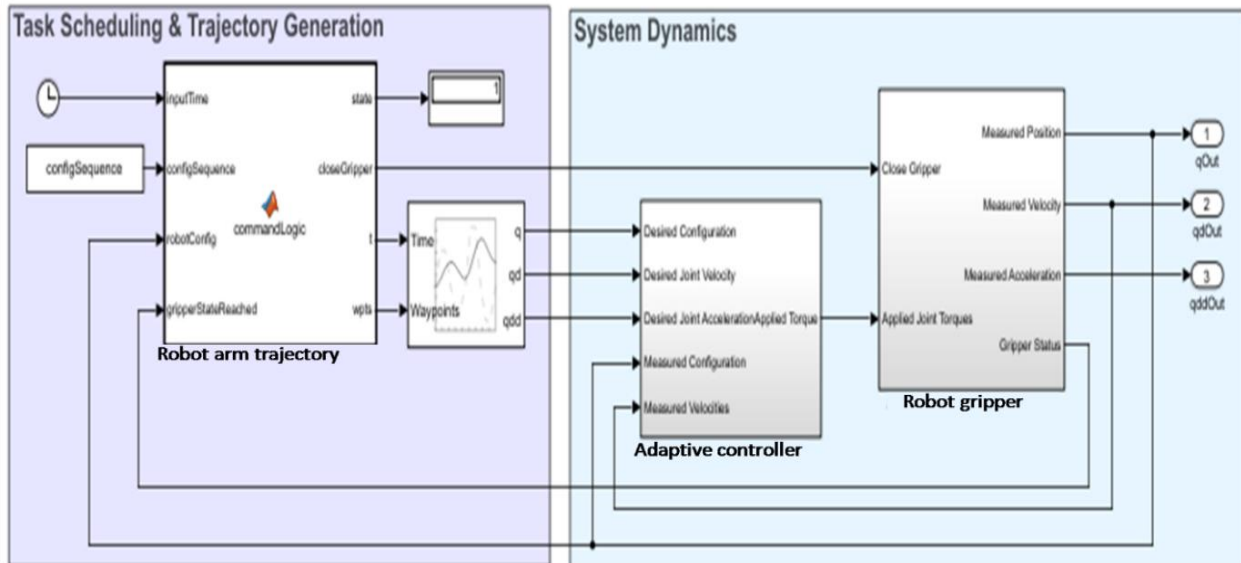 Task Scheduling & Trajectory Generation
inputTime
configSequence
configSequence
robotConfig
gripperStateReached
commandLogic
state
closeGripper
t
wpts
Robot arm trajectory
1
Time
Waypoints
q
qd
qdd
System Dynamics
Desired Configuration
Desired Joint Velocity
Desired Joint AccelerationApplied Torque
Measured Configuration
Measured Velocities
Adaptive controller
Close Gripper
Applied Joint Torques
Measured Position
Measured Velocity
Measured Acceleration
Gripper Status
Robot gripper
1
qOut
2
qdOut
3
qddOut